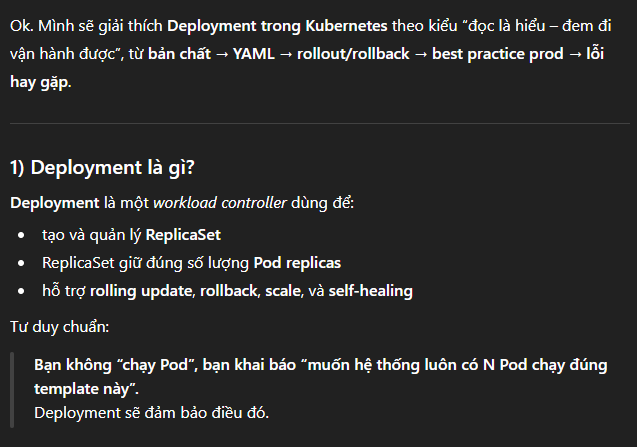 Ok. Mình sẽ giải thích Deployment trong Kubernetes theo kiểu “đọc là hiểu – đem đi
vận hành được”, từ bản chất → YAML → rollout/rollback → best practice prod → lỗi
hay gặp.
1) Deployment là gì?
Deployment là một workload controller dùng để:
• tạo và quản lý ReplicaSet
• ReplicaSet giữ đúng số lượng Pod replicas
• hỗ trợ rolling update, rollback, scale, và self-healing
Tư duy chuẩn:
Bạn không “chạy Pod”, bạn khai báo “muốn hệ thống luôn có N Pod chạy đúng
template này”.
Deployment sẽ đảm bảo điều đó.